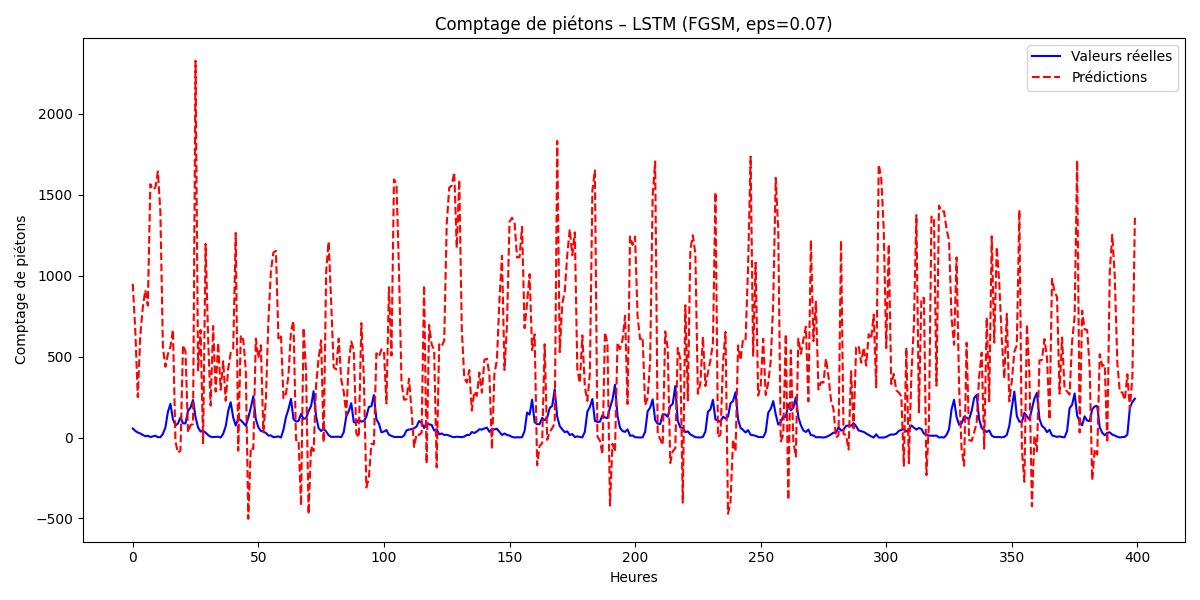 Comptage de piétons – LSTM (FGSM, eps=0.07)
Valeurs réelles
Prédictions
Comptage de piétons
2000
1500
1000
500
0
−500
0 50 100 150 200 250 300 350 400
Heures